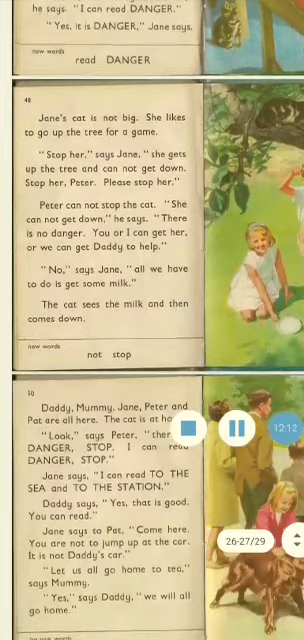 he says. "I can read DANGER."
"Yes, it is DANGER," Jane says.
new words
read DANGER
48
Jane's cat is not big. She likes
to go up the tree for a game.
"Stop her," says Jane, "she gets
up the tree and can not get down.
Stop her, Peter. Please stop her."
Peter can not stop the cat. "She
can not get down," he says. "There
is no danger. You or I can get her,
or we can get Daddy to help."
"No," says Jane, "all we have
to do is get some milk."
The cat sees the milk and then
comes down.
new words
not stop
50
Daddy, Mummy, Jane, Peter and
Pat are all here. The cat is at
"Look," says Peter,
DANGER, STOP. I can read
DANGER, STOP."
Jane says, "I can read TO THE
SEA and TO THE STATION."
Daddy says, "Yes, that is good.
You can read."
Jane says to Pat, "Come here.
You are not to jump up at the car.
It is not Daddy's car."
"Let us all go home to tea,"
says Mummy.
"Yes," says Daddy, "we will all
go home."
12:12
26-27/29